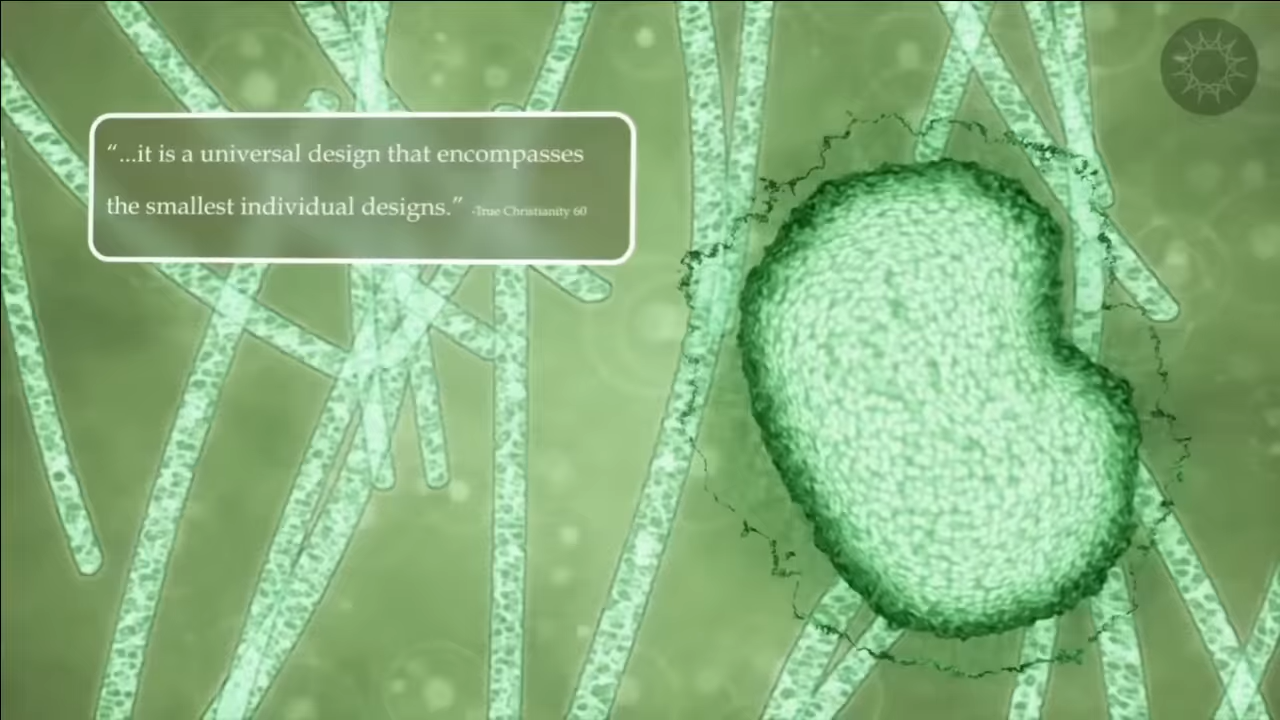 “...it is a universal design that encompasses
the smallest individual designs.” -True Christianity 60